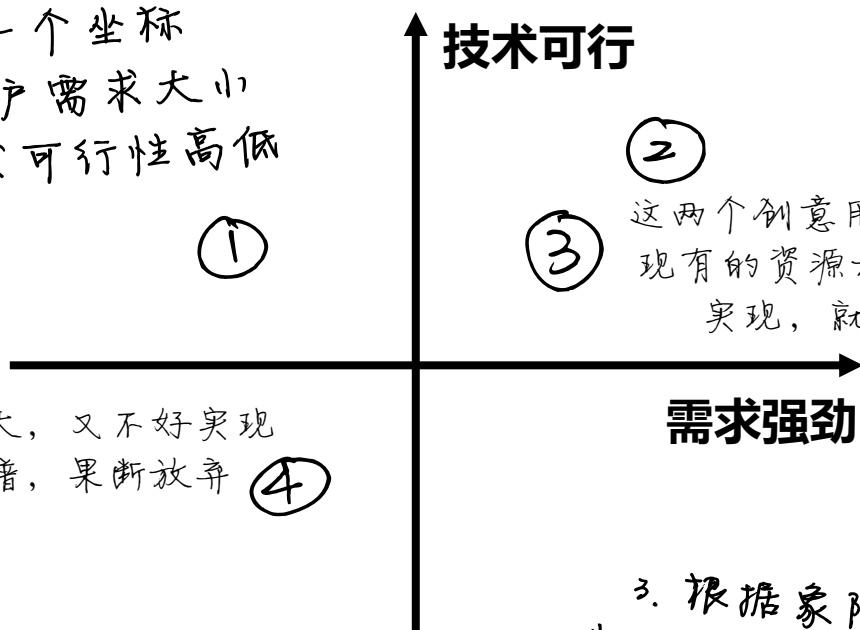 一个坐标
户需求大小
可行性高低
技术可行
②
①
③
这两个创意用
现有的资源
实现，就
需求强劲
大，又不好实现
谱，果断放弃
④
3. 根据象限